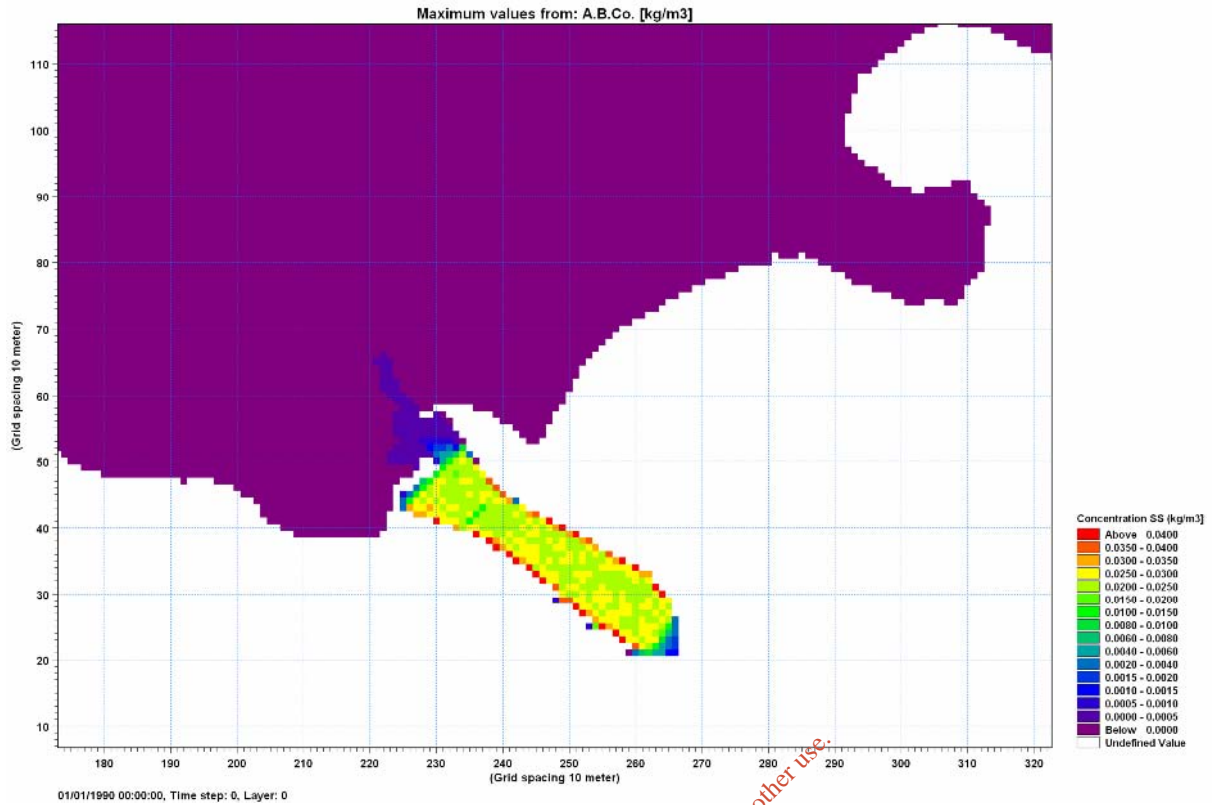 Maximum values from: A.B.Co. [kg/m3]
110
100
90
80
70
60
50
40
30
20
10
(Grid spacing 10 meter)
180 190 200 210 220 230 240 250 260 270 280 290 300 310 320
(Grid spacing 10 meter)
01/01/1990 00:00:00, Time step: 0, Layer: 0
Concentration SS (kg/m3]
Above 0.0400
0.0350 - 0.0400
0.0300 - 0.0350
0.0250 - 0.0300
0.0200 - 0.0250
0.0150 - 0.0200
0.0100 - 0.0150
0.0080 - 0.0100
0.0060 - 0.0080
0.0040 - 0.0060
0.0020 - 0.0040
0.0015 - 0.0020
0.0010 - 0.0015
0.0005 - 0.0010
0.0000 - 0.0005
Below 0.0000
Undefined Value
other use.